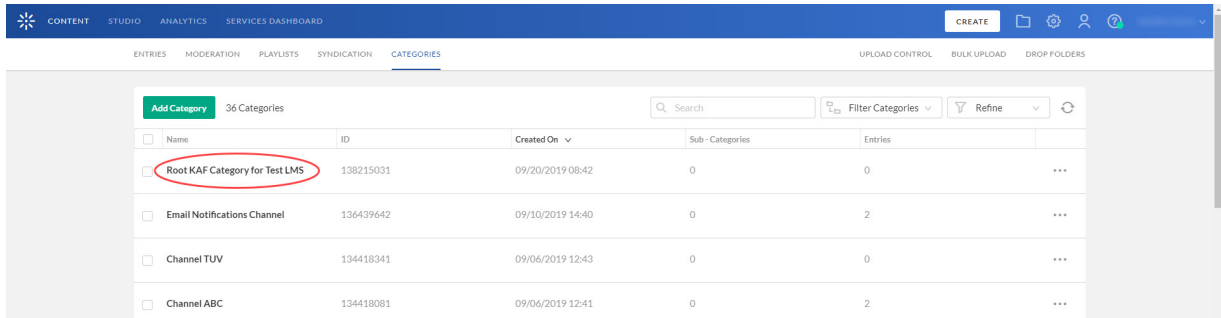 CONTENT STUDIO ANALYTICS SERVICES DASHBOARD CREATE
ENTRIES MODERATION PLAYLISTS SYNDICATION CATEGORIES UPLOAD CONTROL BULK UPLOAD DROP FOLDERS
Add Category 36 Categories Search Filter Categories Refine
Name ID Created On Sub - Categories Entries
Root KAF Category for Test LMS 138215031 09/20/2019 08:42 0 0
Email Notifications Channel 136439642 09/10/2019 14:40 0 2
Channel TUV 134418341 09/06/2019 12:43 0 0
Channel ABC 134418081 09/06/2019 12:41 0 2